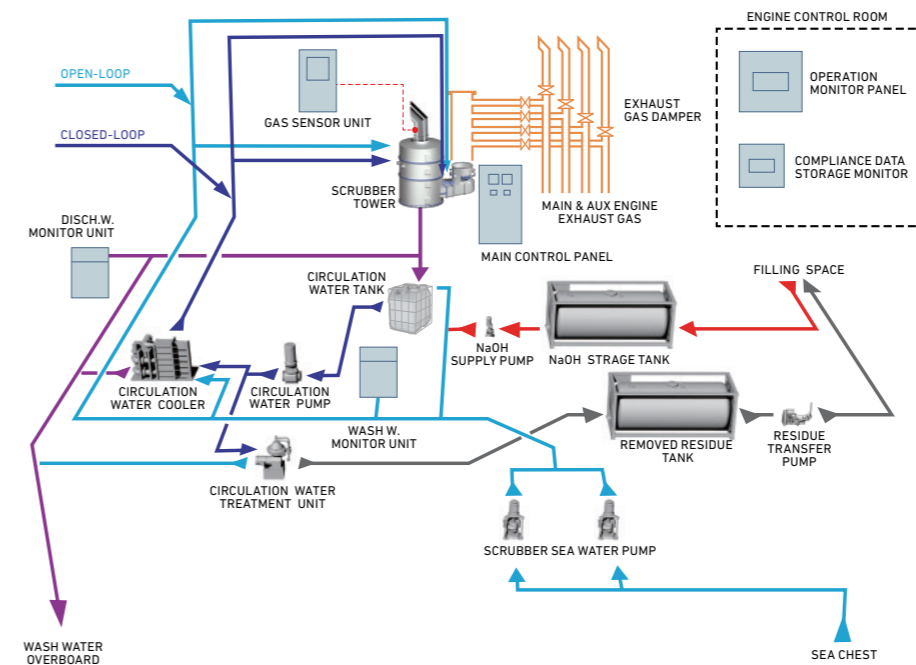 ENGINE CONTROL ROOM
OPEN-LOOP
GAS SENSOR UNIT
OPERATION
MONITOR PANEL
EXHAUST
GAS DAMPER
CLOSED-LOOP
COMPLIANCE DATA
STORAGE MONITOR
SCRUBBER
TOWER
MAIN & AUX ENGINE
EXHAUST GAS
DISCH.W.
MONITOR UNIT
MAIN CONTROL PANEL
CIRCULATION
WATER TANK
FILLING SPACE
NaOH
SUPPLY PUMP
NaOH STRAGE TANK
CIRCULATION
WATER COOLER
CIRCULATION
WATER PUMP
WASH W.
MONITOR UNIT
REMOVED RESIDUE
TANK
RESIDUE
TRANSFER
PUMP
CIRCULATION WATER
TREATMENT UNIT
SCRUBBER SEA WATER PUMP
WASH WATER
OVERBOARD
SEA CHEST